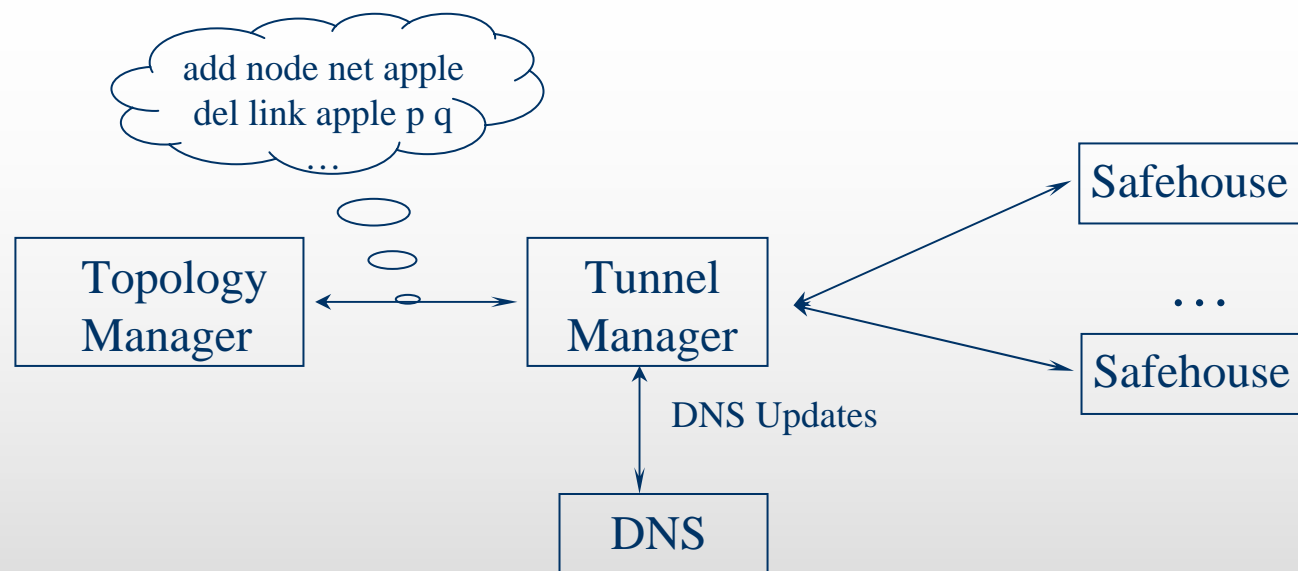 add node net apple
del link apple p q
…
Topology
Manager
Tunnel
Manager
Safehouse
…
Safehouse
DNS Updates
DNS